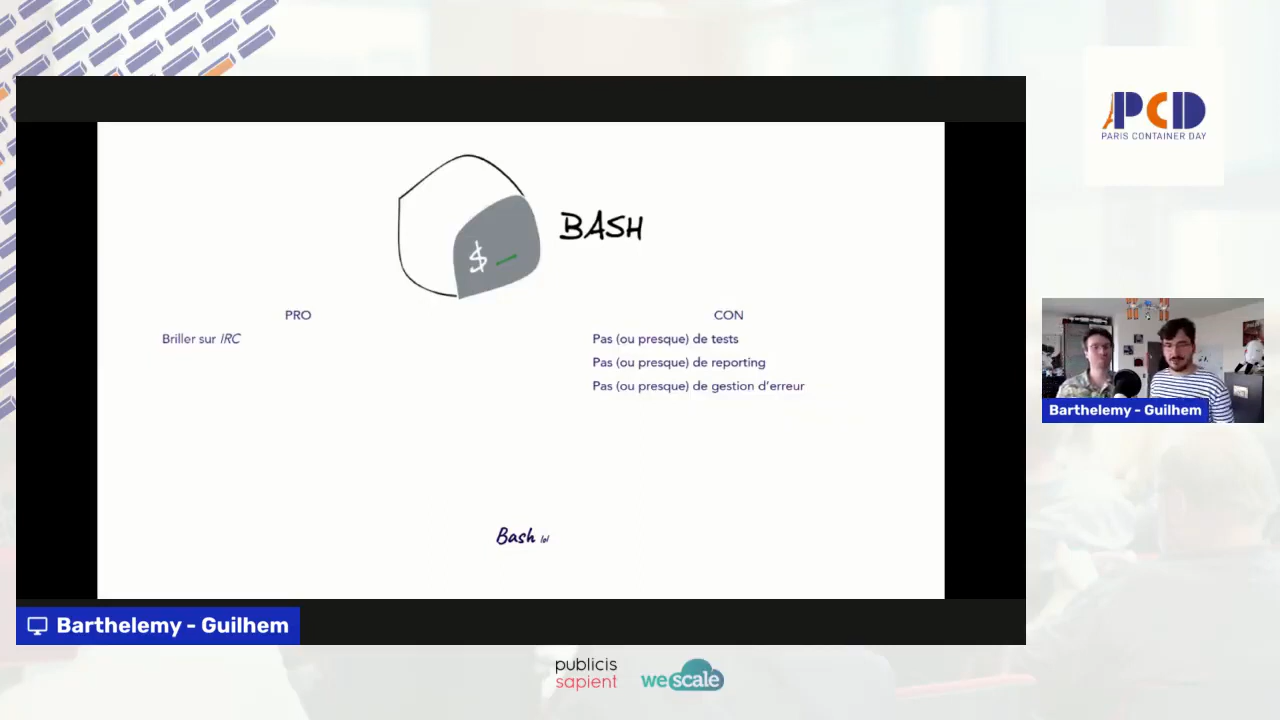 PCD
PARIS CONTAINER DAY
$ _
BASH
PRO
Briller sur IRC
CON
Pas (ou presque) de tests
Pas (ou presque) de reporting
Pas (ou presque) de gestion d’erreur
Bash lol
Barthelemy - Guilhem
Barthelemy - Guilhem
publicis
sapient
wescale